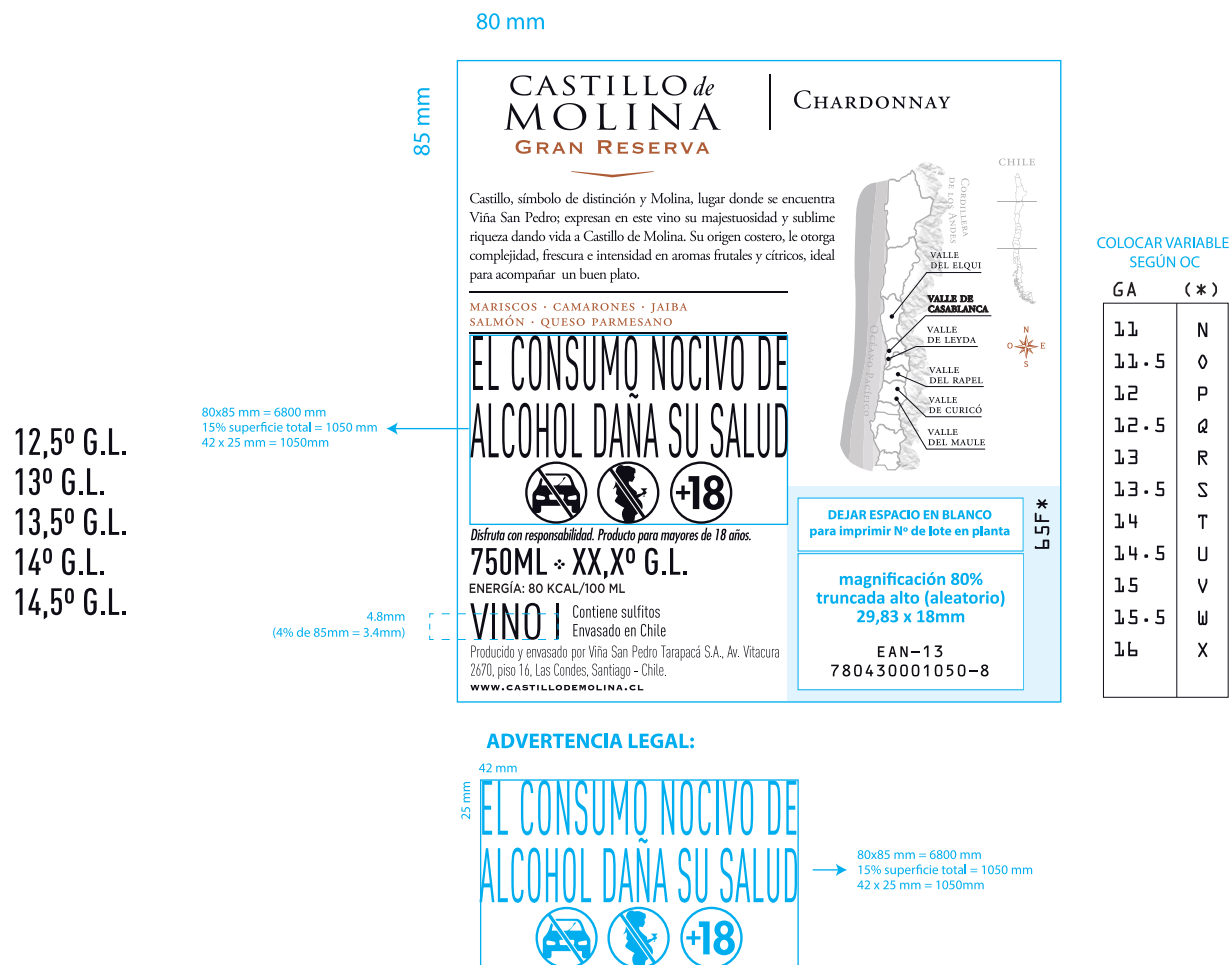 80 mm
85 mm
CASTILLO de
MOLINA
GRAN RESERVA
CHARDONNAY
Castillo, símbolo de distinción y Molina, lugar donde se encuentra
Viña San Pedro; expresan en este vino su majestuosidad y sublime
riqueza dando vida a Castillo de Molina. Su origen costero, le otorga
complejidad, frescura e intensidad en aromas frutales y cítricos, ideal
para acompañar un buen plato.
MARISCOS · CAMARONES · JAIBA
SALMÓN · QUESO PARMESANO
EL CONSUMO NOCIVO DE
ALCOHOL DAÑA SU SALUD
+18
Disfruta con responsabilidad. Producto para mayores de 18 años.
750ML XX,Xº G.L.
ENERGÍA: 80 KCAL/100 ML
VINO
Contiene sulfitos
Envasado en Chile
Producido y envasado por Viña San Pedro Tarapacá S.A., Av. Vitacura
2670, piso 16, Las Condes, Santiago - Chile.
WWW.CASTILLODEMOLINA.CL
CHILE
CORDILLERA
DE LOS ANDES
OCÉANO PACÍFICO
VALLE
DEL ELQUI
VALLE DE
CASABLANCA
VALLE
DE LEYDA
VALLE
DEL RAPEL
VALLE
DE CURICÓ
VALLE
DEL MAULE
N
O E
S
DEJAR ESPACIO EN BLANCO
para imprimir Nº de lote en planta
65F*
magnificación 80%
truncada alto (aleatorio)
29,83 x 18mm
EAN-13
780430001050-8
80x85 mm = 6800 mm
15% superficie total = 1050 mm
42 x 25 mm = 1050mm
12,5º G.L.
13º G.L.
13,5º G.L.
14º G.L.
14,5º G.L.
4.8mm
(4% de 85mm = 3.4mm)
COLOCAR VARIABLE
SEGÚN OC
GA (*)
11 N
11.5 O
12 P
12.5 Q
13 R
13.5 S
14 T
14.5 U
15 V
15.5 W
16 X
ADVERTENCIA LEGAL:
42 mm
25 mm
EL CONSUMO NOCIVO DE
ALCOHOL DAÑA SU SALUD
+18
80x85 mm = 6800 mm
15% superficie total = 1050 mm
42 x 25 mm = 1050mm